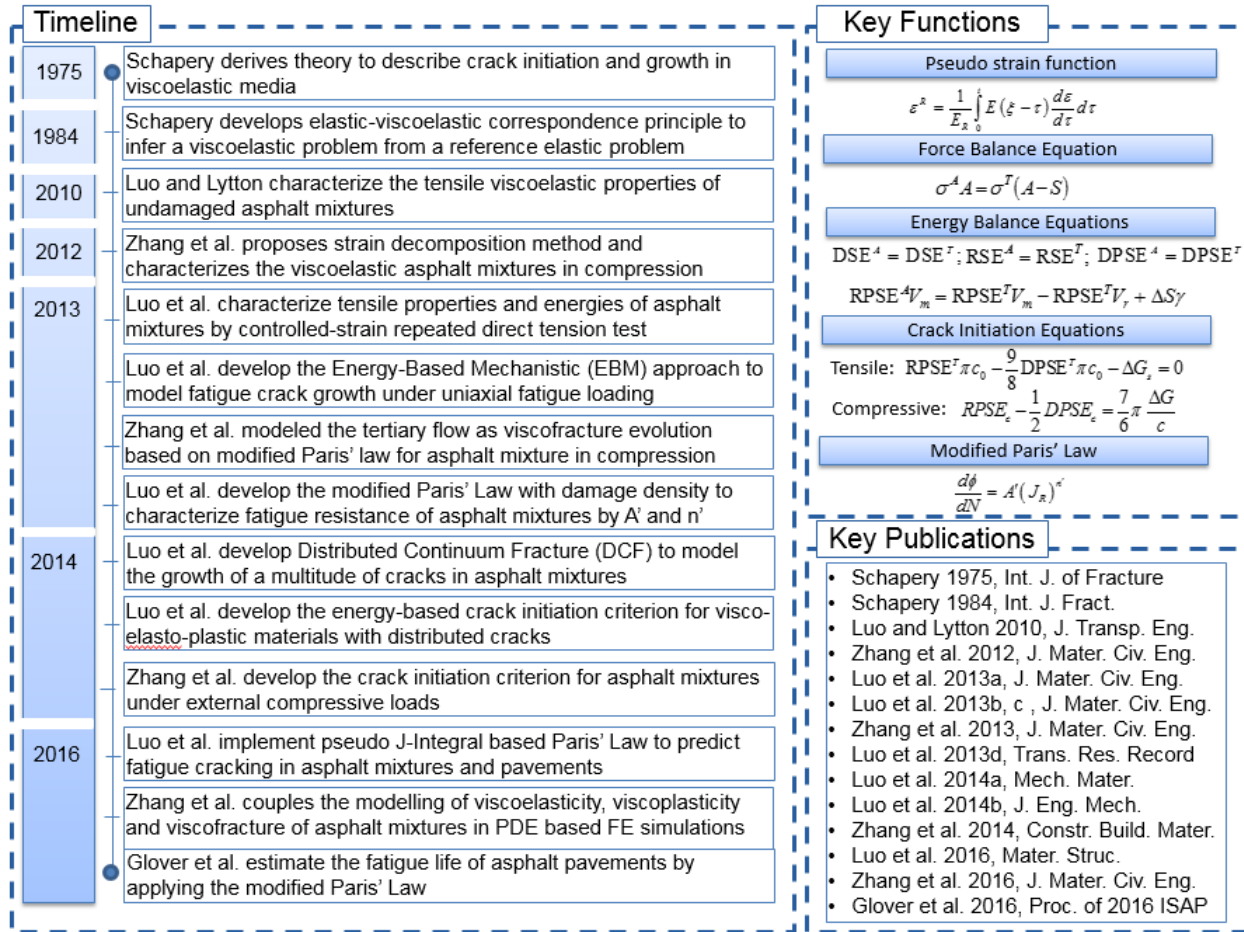 Timeline
1975
Schapery derives theory to describe crack initiation and growth in
viscoelastic media
1984
Schapery develops elastic-viscoelastic correspondence principle to
infer a viscoelastic problem from a reference elastic problem
2010
Luo and Lytton characterize the tensile viscoelastic properties of
undamaged asphalt mixtures
2012
Zhang et al. proposes strain decomposition method and
characterizes the viscoelastic asphalt mixtures in compression
2013
Luo et al. characterize tensile properties and energies of asphalt
mixtures by controlled-strain repeated direct tension test
Luo et al. develop the Energy-Based Mechanistic (EBM) approach to
model fatigue crack growth under uniaxial fatigue loading
Zhang et al. modeled the tertiary flow as viscofracture evolution
based on modified Paris' law for asphalt mixture in compression
Luo et al. develop the modified Paris' Law with damage density to
characterize fatigue resistance of asphalt mixtures by A' and n'
2014
Luo et al. develop Distributed Continuum Fracture (DCF) to model
the growth of a multitude of cracks in asphalt mixtures
Luo et al. develop the energy-based crack initiation criterion for visco-
elasto-plastic materials with distributed cracks
Zhang et al. develop the crack initiation criterion for asphalt mixtures
under external compressive loads
2016
Luo et al. implement pseudo J-Integral based Paris' Law to predict
fatigue cracking in asphalt mixtures and pavements
Zhang et al. couples the modelling of viscoelasticity, viscoplasticity
and viscofracture of asphalt mixtures in PDE based FE simulations
Glover et al. estimate the fatigue life of asphalt pavements by
applying the modified Paris' Law
Key Functions
Pseudo strain function
ε^R = 1/E_R ∫_0^ξ E(ξ−τ) dε/dτ dτ
Force Balance Equation
σ^A A = σ^T (A−S)
Energy Balance Equations
DSE^A = DSE^T ; RSE^A = RSE^T ; DPSE^A = DPSE^T
RPSE^A V_m = RPSE^T V_m − RPSE^T V_r + ΔSγ
Crack Initiation Equations
Tensile: RPSE^T πc_0 − 9/8 DPSE^T πc_0 − ΔG_s = 0
Compressive: RPSE_c − 1/2 DPSE_c = 7/6 π ΔG/c
Modified Paris' Law
dϕ/dN = A'(J_R)^n'
Key Publications
• Schapery 1975, Int. J. of Fracture
• Schapery 1984, Int. J. Fract.
• Luo and Lytton 2010, J. Transp. Eng.
• Zhang et al. 2012, J. Mater. Civ. Eng.
• Luo et al. 2013a, J. Mater. Civ. Eng.
• Luo et al. 2013b, c , J. Mater. Civ. Eng.
• Zhang et al. 2013, J. Mater. Civ. Eng.
• Luo et al. 2013d, Trans. Res. Record
• Luo et al. 2014a, Mech. Mater.
• Luo et al. 2014b, J. Eng. Mech.
• Zhang et al. 2014, Constr. Build. Mater.
• Luo et al. 2016, Mater. Struc.
• Zhang et al. 2016, J. Mater. Civ. Eng.
• Glover et al. 2016, Proc. of 2016 ISAP